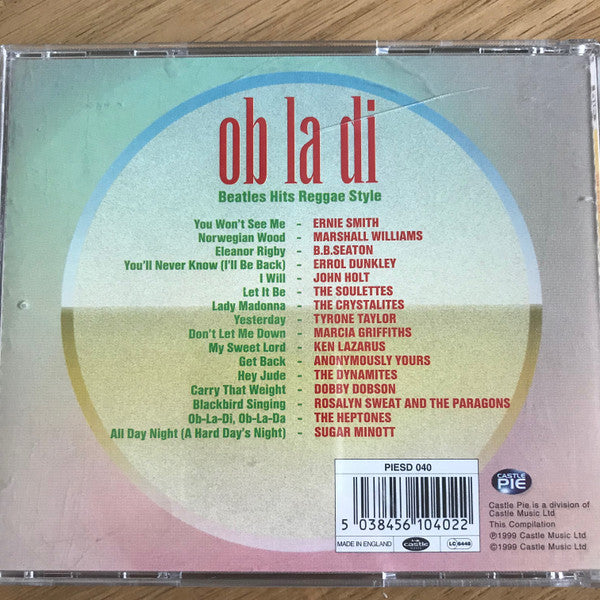 ob la di
Beatles Hits Reggae Style
You Won't See Me - ERNIE SMITH
Norwegian Wood - MARSHALL WILLIAMS
Eleanor Rigby - B.B.SEATON
You'll Never Know (I'll Be Back) - ERROL DUNKLEY
I Will - JOHN HOLT
Let It Be - THE SOULETTES
Lady Madonna - THE CRYSTALITES
Yesterday - TYRONE TAYLOR
Don't Let Me Down - MARCIA GRIFFITHS
My Sweet Lord - KEN LAZARUS
Get Back - ANONYMOUSLY YOURS
Hey Jude - THE DYNAMITES
Carry That Weight - DOBBY DOBSON
Blackbird Singing - ROSALYN SWEAT AND THE PARAGONS
Ob-La-Di, Ob-La-Da - THE HEPTONES
All Day Night (A Hard Day's Night) - SUGAR MINOTT
PIESD 040
5 038456 104022
MADE IN ENGLAND
castle
LC 6448
CASTLE
PIE
Castle Pie is a division of
Castle Music Ltd
This Compilation
℗1999 Castle Music Ltd
©1999 Castle Music Ltd